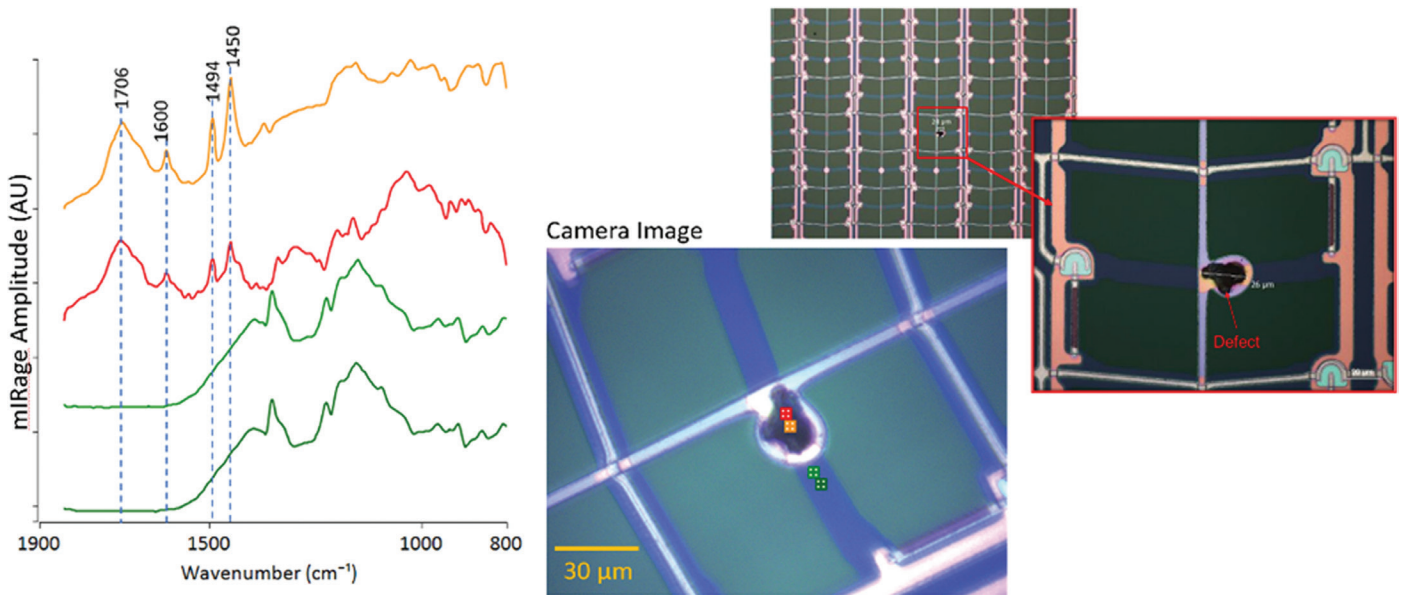 1706
1600
1494
1450
mIRage Amplitude (AU)
1900
1500
1000
800
Wavenumber (cm⁻¹)
Camera Image
30 µm
26 µm
Defect